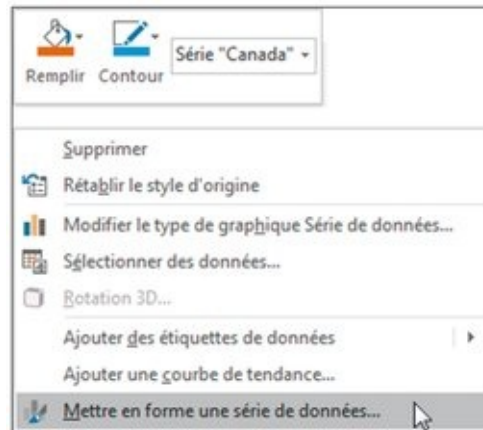 Série "Canada"
Remplir Contour
Supprimer
Rétablir le style d'origine
Modifier le type de graphique Série de données...
Sélectionner des données...
Rotation 3D...
Ajouter des étiquettes de données
Ajouter une courbe de tendance...
Mettre en forme une série de données...